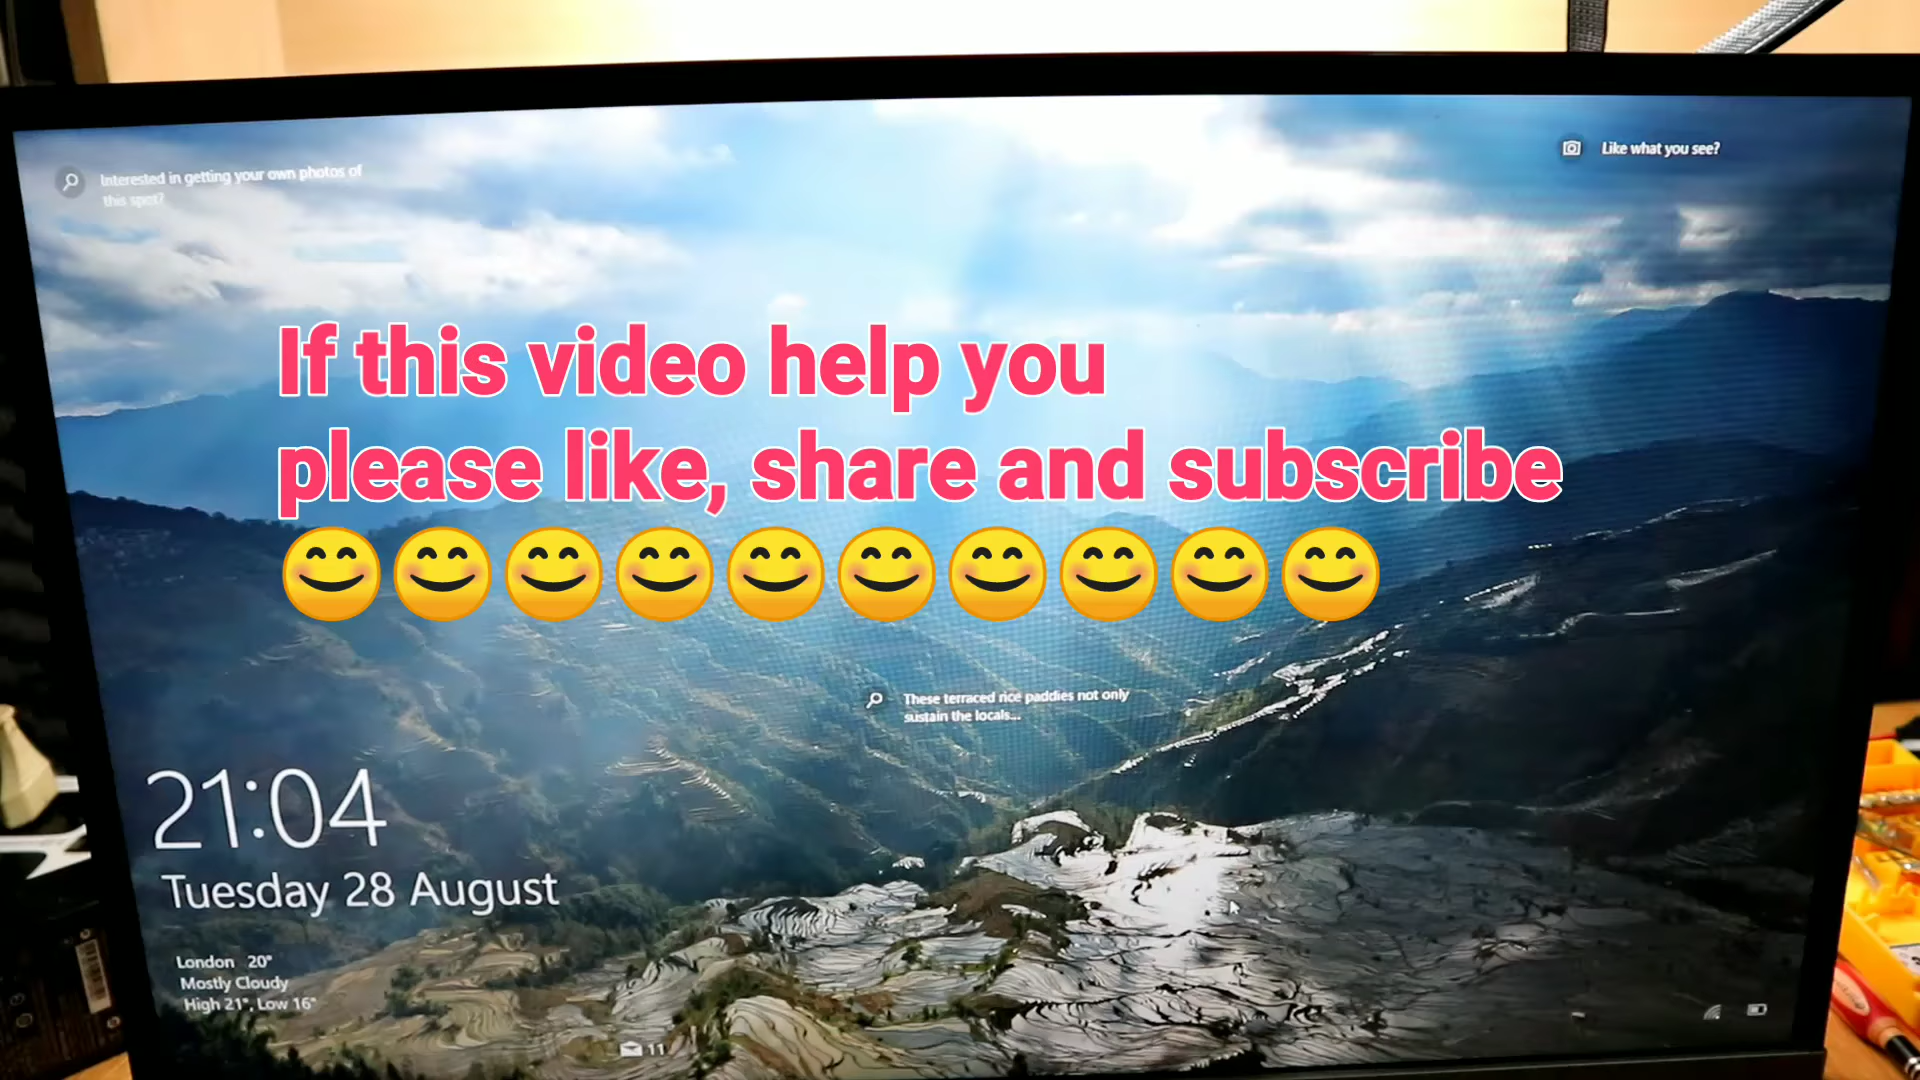 Interested in getting your own photos of
this spot?
Like what you see?
If this video help you
please like, share and subscribe
😊😊😊😊😊😊😊😊😊😊
These terraced rice paddies not only
sustain the locals...
21:04
Tuesday 28 August
London 20°
Mostly Cloudy
High 21°, Low 16°
11